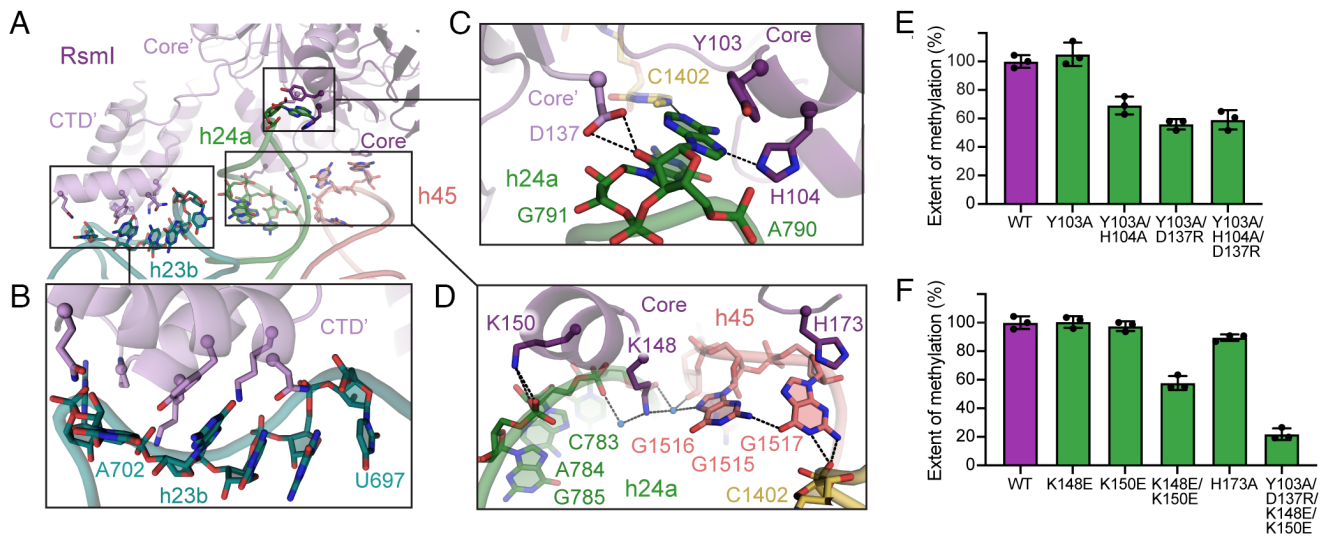 A
RsmI
Core'
CTD'
h24a
Core
h45
h23b
B
CTD'
A702
h23b
U697
C
Y103
Core
C1402
Core'
D137
h24a
G791
H104
A790
D
Core
K150
K148
h45
H173
C783
A784
G785
h24a
G1516
G1515
G1517
C1402
E
Extent of methylation (%)
100
80
60
40
20
0
WT
Y103A
Y103A/
H104A
Y103A/
D137R
Y103A/
H104A/
D137R
F
Extent of methylation (%)
100
80
60
40
20
0
WT
K148E
K150E
K148E/
K150E
H173A
Y103A/
D137R/
K148E/
K150E